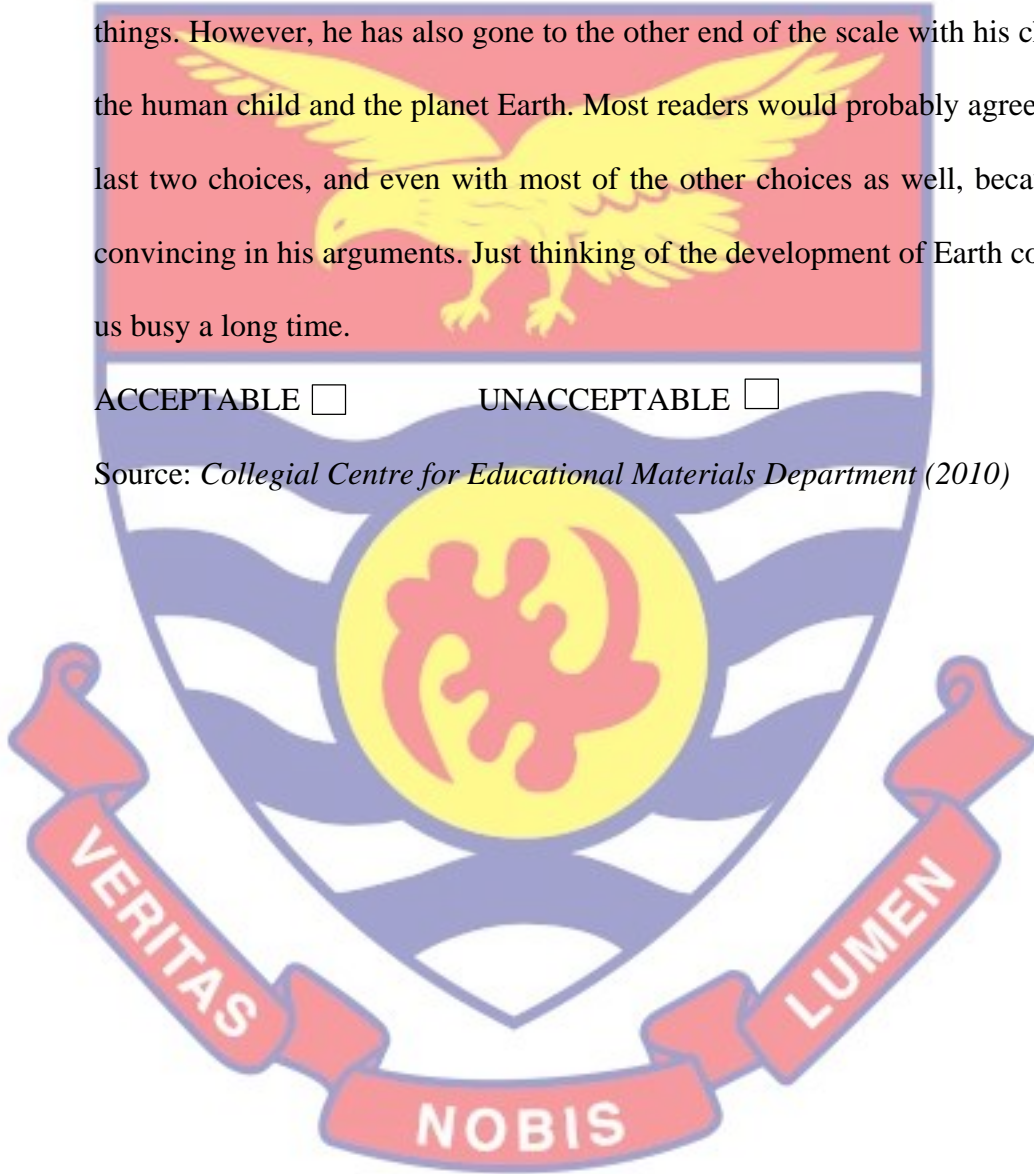 things. However, he has also gone to the other end of the scale with his
the human child and the planet Earth. Most readers would probably agree
last two choices, and even with most of the other choices as well,
convincing in his arguments. Just thinking of the development of Earth
us busy a long time.
ACCEPTABLE UNACCEPTABLE
Source: Collegial Centre for Educational Materials Department (2010)
VERITAS
NOBIS
LUMEN